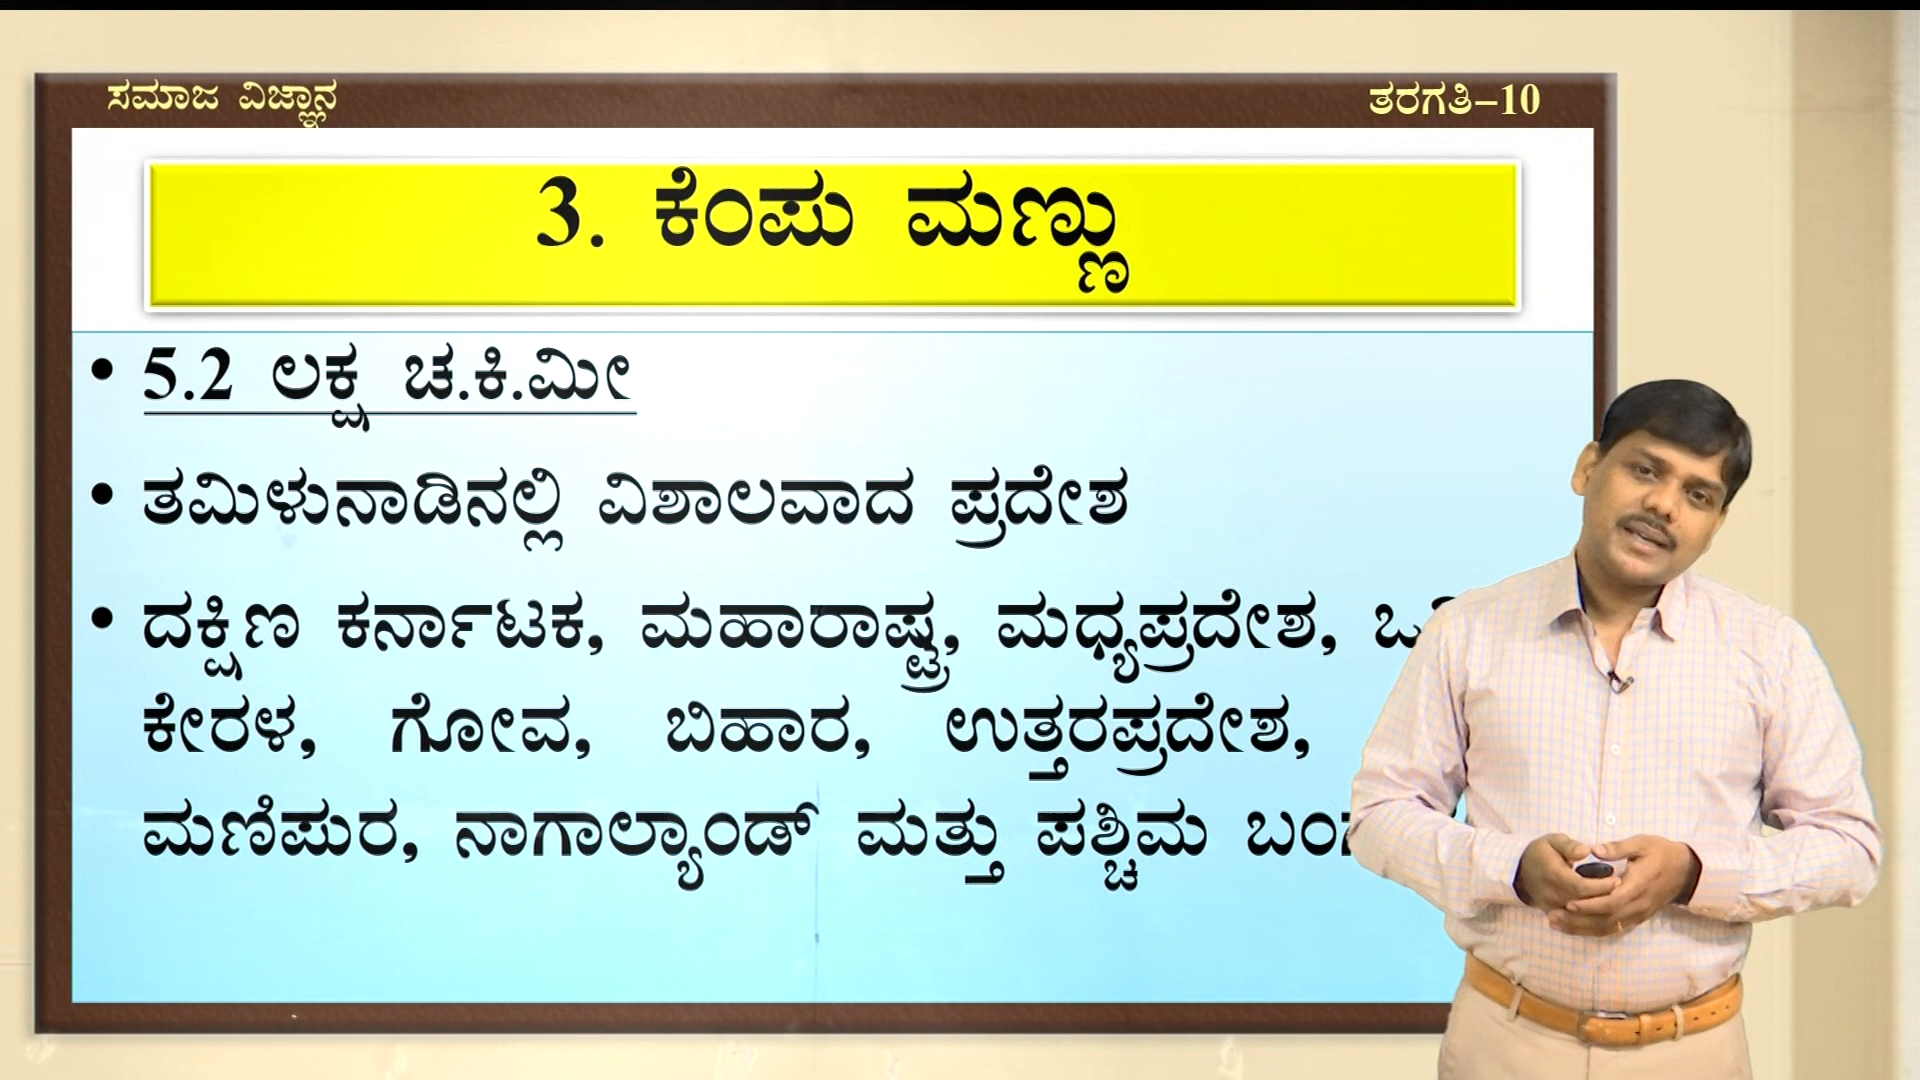 ಸಮಾಜ ವಿಜ್ಞಾನ
ತರಗತಿ-10
3. ಕೆಂಪು ಮಣ್ಣು
• 5.2 ಲಕ್ಷ ಚ.ಕಿ.ಮೀ
• ತಮಿಳುನಾಡಿನಲ್ಲಿ ವಿಶಾಲವಾದ ಪ್ರದೇಶ
• ದಕ್ಷಿಣ ಕರ್ನಾಟಕ, ಮಹಾರಾಷ್ಟ್ರ, ಮಧ್ಯಪ್ರದೇಶ,
ಕೇರಳ, ಗೋವ, ಬಿಹಾರ, ಉತ್ತರಪ್ರದೇಶ,
ಮಣಿಪುರ, ನಾಗಾಲ್ಯಾಂಡ್ ಮತ್ತು ಪಶ್ಚಿಮ